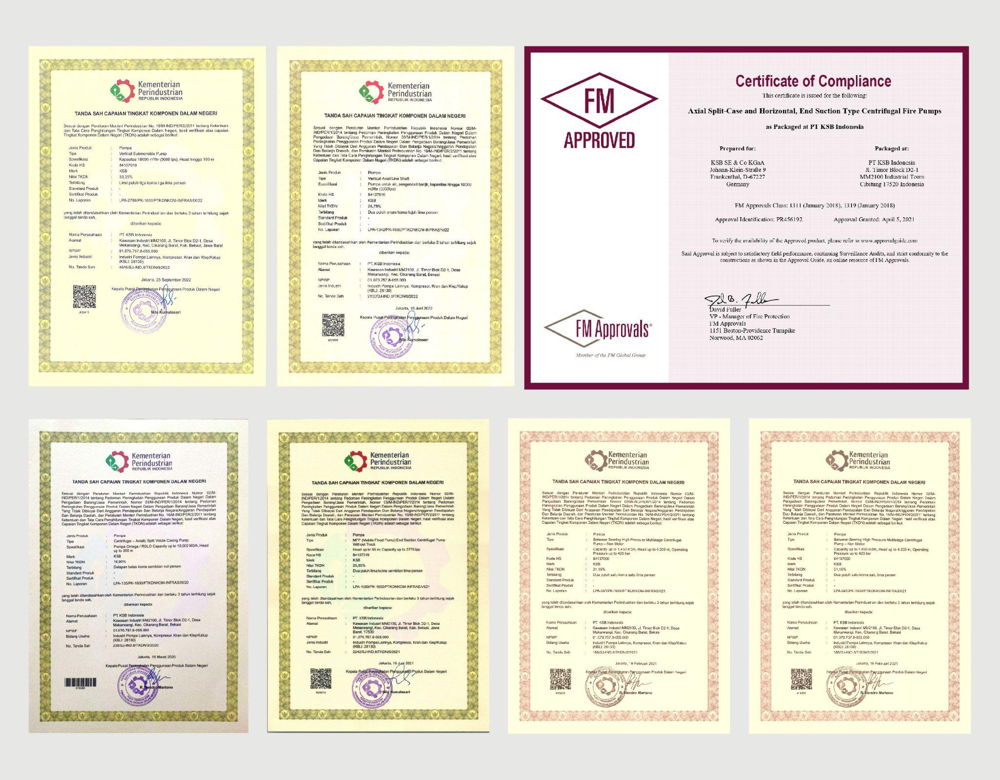 Kementerian
Perindustrian
REPUBLIK INDONESIA
TANDA SAH CAPAIAN TINGKAT KOMPONEN DALAM NEGERI
Sesuai dengan Peraturan Menteri Perindustrian No. 16/M-IND/PER/2/2011 tentang Ketentuan
dan Tata Cara Penghitungan Tingkat Komponen Dalam Negeri, hasil verifikasi atas capaian
Tingkat Komponen Dalam Negeri (TKDN) adalah sebagai berikut:
Jenis Produk : Pompa
Tipe : Vertical Submersible Pump
Spesifikasi : Kapasitas 18000 m³/hr (5000 lps), Head hingga 100 m
Kode HS : 84137019
Merk : KSB
Nilai TKDN : 53,35%
Terbilang : Lima puluh tiga koma tiga lima persen
Standard Produk : -
Sertifikat Produk : -
No. Laporan : LPA-2786/PK-1600/PTKDNKOM-INFRAS/IX/22
yang telah ditandasahkan oleh Kementerian Perindustrian dan berlaku 3 tahun terhitung sejak
tanggal tanda sah,
diberikan kepada:
Nama Perusahaan : PT. KSB Indonesia
Alamat : Kawasan Industri MM2100, Jl. Timor Blok D2-1, Desa
Mekarwangi, Kec. Cikarang Barat, Kab. Bekasi, Jawa Barat
NPWP : 01.070.757.8-055.000
Jenis Industri : Industri Pompa Lainnya, Kompresor, Kran dan Klep/Katup
(KBLI: 28130)
No. Tanda Sah : 4646/SJ-IND.8/TKDN/9/2022
Jakarta, 23 September 2022
Kepala Pusat Peningkatan Penggunaan Produk Dalam Negeri
Nila Kumalasari
#35411
Kementerian
Perindustrian
REPUBLIK INDONESIA
TANDA SAH CAPAIAN TINGKAT KOMPONEN DALAM NEGERI
Sesuai dengan Peraturan Menteri Perindustrian Republik Indonesia Nomor 02/M-
IND/PER/1/2014 tentang Pedoman Peningkatan Penggunaan Produk Dalam Negeri Dalam
Pengadaan Barang/Jasa Pemerintah, Nomor 03/M-IND/PER/1/2014 tentang Pedoman
Peningkatan Penggunaan Produk Dalam Negeri Dalam Pengadaan Barang/Jasa Pemerintah
Yang Tidak Dibiayai Dari Anggaran Pendapatan Dan Belanja Negara/Anggaran Pendapatan
Dan Belanja Daerah, dan Peraturan Menteri Perindustrian No. 16/M-IND/PER/2/2011 tentang
Ketentuan dan Tata Cara Penghitungan Tingkat Komponen Dalam Negeri, hasil verifikasi atas
Capaian Tingkat Komponen Dalam Negeri (TKDN) adalah sebagai berikut:
Jenis Produk : Pompa
Tipe : Vertical Axial Line Shaft
Spesifikasi : Pompa untuk air, pengendali banjir, kapasitas hingga 18000
m3/hr (5000lps)
Kode HS : 84137019
Merk : KSB
Nilai TKDN : 26,75%
Terbilang : Dua puluh enam koma tujuh lima persen
Standard Produk : -
Sertifikat Produk : -
No. Laporan : LPA-1342/PK-1600/PTKDNKOM-INFRAS/V/22
yang telah ditandasahkan oleh Kementerian Perindustrian dan berlaku 3 tahun terhitung sejak
tanggal tanda sah,
diberikan kepada:
Nama Perusahaan : PT. KSB Indonesia
Alamat : Kawasan Industri MM2100, Jl. Timor Blok D2-1, Desa
Mekarwangi, Kec. Cikarang Barat, Bekasi
NPWP : 01.070.757.8-055.000
Jenis Industri : Industri Pompa Lainnya, Kompresor, Kran dan Klep/Katup
(KBLI: 28130)
No. Tanda Sah : 2130/SJ-IND.8/TKDN/6/2022
Jakarta, 10 Juni 2022
Kepala Pusat Peningkatan Penggunaan Produk Dalam Negeri
Nila Kumalasari
FM
APPROVED
FM Approvals®
Member of the FM Global Group
Certificate of Compliance
This certificate is issued for the following:
Axial Split-Case and Horizontal, End Suction Type Centrifugal Fire Pumps
as Packaged at PT KSB Indonesia
Prepared for: Packaged at:
KSB SE & Co KGaA PT KSB Indonesia
Johann-Klein-Straße 9 Jl. Timor Block D2-1
Frankenthal, D-67227 MM2100 Industrial Town
Germany Cibitung 17520 Indonesia
FM Approvals Class: 1311 (January 2018), 1319 (January 2018)
Approval Identification: PR456192 Approval Granted: April 5, 2021
To verify the availability of the Approved product, please refer to www.approvalguide.com
Said Approval is subject to satisfactory field performance, continuing Surveillance Audits, and strict conformity to the
constructions as shown in the Approval Guide, an online resource of FM Approvals.
David Fuller
VP - Manager of Fire Protection
FM Approvals
1151 Boston-Providence Turnpike
Norwood, MA 02062
Kementerian
Perindustrian
REPUBLIK INDONESIA
TANDA SAH CAPAIAN TINGKAT KOMPONEN DALAM NEGERI
Sesuai dengan Peraturan Menteri Perindustrian Republik Indonesia Nomor 02/M-
IND/PER/1/2014 tentang Pedoman Peningkatan Penggunaan Produk Dalam Negeri Dalam
Pengadaan Barang/Jasa Pemerintah, Nomor 03/M-IND/PER/1/2014 tentang Pedoman
Peningkatan Penggunaan Produk Dalam Negeri Dalam Pengadaan Barang/Jasa Pemerintah
Yang Tidak Dibiayai Dari Anggaran Pendapatan Dan Belanja Negara/Anggaran Pendapatan
Dan Belanja Daerah, dan Peraturan Menteri Perindustrian No. 16/M-IND/PER/2/2011 tentang
Ketentuan dan Tata Cara Penghitungan Tingkat Komponen Dalam Negeri, hasil verifikasi atas
Capaian Tingkat Komponen Dalam Negeri (TKDN) adalah sebagai berikut:
Jenis Produk : Pompa
Tipe : Centrifugal – Axially Split Volute Casing Pump
Spesifikasi : Pompa Omega / RDLO Capacity up to 10,000 M3/h, Head
up to 300 m
Merk : KSB
Nilai TKDN : 18,90%
Terbilang : Delapan belas koma sembilan nol persen
Standard Produk : -
Sertifikat Produk : -
No. Laporan : LPA-135/PK-1600/PTKDNKOM-INFRAS/III/20
yang telah ditandasahkan oleh Kementerian Perindustrian dan berlaku 3 tahun terhitung sejak
tanggal tanda sah,
diberikan kepada:
Nama Perusahaan : PT. KSB Indonesia
Alamat : Kawasan Industri MM2100, Jl. Timor Blok D2-1, Desa
Mekarwangi, Kec. Cikarang Barat, Bekasi
NPWP : 01.070.757.8-055.000
Bidang Usaha : Industri Pompa Lainnya, Kompresor, Kran dan Klep/Katup
(KBLI: 28130)
No. Tanda Sah : 238/SJ-IND.8/TKDN/3/2020
Jakarta, 16 Maret 2020
Kepala Pusat Peningkatan Penggunaan Produk Dalam Negeri
R. Hendro Martono
Kementerian
Perindustrian
REPUBLIK INDONESIA
TANDA SAH CAPAIAN TINGKAT KOMPONEN DALAM NEGERI
Sesuai dengan Peraturan Menteri Perindustrian Republik Indonesia Nomor 02/M-
IND/PER/1/2014 tentang Pedoman Peningkatan Penggunaan Produk Dalam Negeri Dalam
Pengadaan Barang/Jasa Pemerintah, Nomor 03/M-IND/PER/1/2014 tentang Pedoman
Peningkatan Penggunaan Produk Dalam Negeri Dalam Pengadaan Barang/Jasa Pemerintah
Yang Tidak Dibiayai Dari Anggaran Pendapatan Dan Belanja Negara/Anggaran Pendapatan
Dan Belanja Daerah, dan Peraturan Menteri Perindustrian No. 16/M-IND/PER/2/2011 tentang
Ketentuan dan Tata Cara Penghitungan Tingkat Komponen Dalam Negeri, hasil verifikasi atas
Capaian Tingkat Komponen Dalam Negeri (TKDN) adalah sebagai berikut:
Jenis Produk : Pompa
Tipe : MFP (Mobile Flood Pump) End Suction Centrifugal Pump
Without Truck
Spesifikasi : Head up to 95 m; Capacity up to 2775 lps
Kode HS : 84137019
Merk : KSB
Nilai TKDN : 25,95%
Terbilang : Dua puluh lima koma sembilan lima persen
Standard Produk : -
Sertifikat Produk : -
No. Laporan : LPA-1550/PK-1600/PTKDNKOM-INFRAS/VI/21
yang telah ditandasahkan oleh Kementerian Perindustrian dan berlaku 3 tahun terhitung sejak
tanggal tanda sah,
diberikan kepada:
Nama Perusahaan : PT. KSB Indonesia
Alamat : Kawasan Industri MM2100, Jl. Timor Blok D2-1, Desa
Mekarwangi, Kec. Cikarang Barat, Kab. Bekasi, Jawa
Barat. 17530
NPWP : 01.070.757.8-055.000
Jenis Industri : Industri Pompa Lainnya, Kompresor, Kran dan Klep/Katup
(KBLI: 28130)
No. Tanda Sah : 2242/SJ-IND.8/TKDN/6/2021
Jakarta, 18 Juni 2021
Kepala Pusat Peningkatan Penggunaan Produk Dalam Negeri
Nila Kumalasari
Kementerian
Perindustrian
REPUBLIK INDONESIA
TANDA SAH CAPAIAN TINGKAT KOMPONEN DALAM NEGERI
Sesuai dengan Peraturan Menteri Perindustrian Republik Indonesia Nomor 02/M-
IND/PER/1/2014 tentang Pedoman Peningkatan Penggunaan Produk Dalam Negeri Dalam
Pengadaan Barang/Jasa Pemerintah, Nomor 03/M-IND/PER/1/2014 tentang Pedoman
Peningkatan Penggunaan Produk Dalam Negeri Dalam Pengadaan Barang/Jasa Pemerintah
Yang Tidak Dibiayai Dari Anggaran Pendapatan Dan Belanja Negara/Anggaran Pendapatan
Dan Belanja Daerah, dan Peraturan Menteri Perindustrian No. 16/M-IND/PER/2/2011 tentang
Ketentuan dan Tata Cara Penghitungan Tingkat Komponen Dalam Negeri, hasil verifikasi atas
Capaian Tingkat Komponen Dalam Negeri (TKDN) adalah sebagai berikut:
Jenis Produk : Pompa
Tipe : Between Bearing High Pressure Multistage Centrifugal
Pump – Non Motor
Spesifikasi : Capacity up to 1.450 m3/h, Head up to 4.200 m, Operating
Pressure up to 420 bar
Kode HS : 84137000
Merk : KSB
Nilai TKDN : 21,15%
Terbilang : Dua puluh satu koma satu lima persen
Standard Produk : -
Sertifikat Produk : -
No. Laporan : LPA-041/PK-1600/PTKDNKOM-INFRAS/I/21
yang telah ditandasahkan oleh Kementerian Perindustrian dan berlaku 3 tahun terhitung sejak
tanggal tanda sah,
diberikan kepada:
Nama Perusahaan : PT. KSB Indonesia
Alamat : Kawasan Industri MM2100, Jl. Timor Blok D2-1, Desa
Mekarwangi, Kec. Cikarang Barat, Bekasi
NPWP : 01.070.757.8-055.000
Bidang Usaha : Industri Pompa Lainnya, Kompresor, Kran dan Klep/Katup
(KBLI: 28130)
No. Tanda Sah : 188/SJ-IND.8/TKDN/2/2021
Jakarta, 19 Februari 2021
Kepala Pusat Peningkatan Penggunaan Produk Dalam Negeri
R. Hendro Martono
Kementerian
Perindustrian
REPUBLIK INDONESIA
TANDA SAH CAPAIAN TINGKAT KOMPONEN DALAM NEGERI
Sesuai dengan Peraturan Menteri Perindustrian Republik Indonesia Nomor 02/M-
IND/PER/1/2014 tentang Pedoman Peningkatan Penggunaan Produk Dalam Negeri Dalam
Pengadaan Barang/Jasa Pemerintah, Nomor 03/M-IND/PER/1/2014 tentang Pedoman
Peningkatan Penggunaan Produk Dalam Negeri Dalam Pengadaan Barang/Jasa Pemerintah
Yang Tidak Dibiayai Dari Anggaran Pendapatan Dan Belanja Negara/Anggaran Pendapatan
Dan Belanja Daerah, dan Peraturan Menteri Perindustrian No. 16/M-IND/PER/2/2011 tentang
Ketentuan dan Tata Cara Penghitungan Tingkat Komponen Dalam Negeri, hasil verifikasi atas
Capaian Tingkat Komponen Dalam Negeri (TKDN) adalah sebagai berikut:
Jenis Produk : Pompa
Tipe : Between Bearing High Pressure Multistage Centrifugal
Pump – Non Motor
Spesifikasi : Capacity up to 1.450 m3/h, Head up to 4.200 m, Operating
Pressure up to 420 bar
Kode HS : 84137000
Merk : KSB
Nilai TKDN : 21,15%
Terbilang : Dua puluh satu koma satu lima persen
Standard Produk : -
Sertifikat Produk : -
No. Laporan : LPA-041/PK-1600/PTKDNKOM-INFRAS/I/21
yang telah ditandasahkan oleh Kementerian Perindustrian dan berlaku 3 tahun terhitung sejak
tanggal tanda sah,
diberikan kepada:
Nama Perusahaan : PT. KSB Indonesia
Alamat : Kawasan Industri MM2100, Jl. Timor Blok D2-1, Desa
Mekarwangi, Kec. Cikarang Barat, Bekasi
NPWP : 01.070.757.8-055.000
Bidang Usaha : Industri Pompa Lainnya, Kompresor, Kran dan Klep/Katup
(KBLI: 28130)
No. Tanda Sah : 188/SJ-IND.8/TKDN/2/2021
Jakarta, 19 Februari 2021
Kepala Pusat Peningkatan Penggunaan Produk Dalam Negeri
R. Hendro Martono